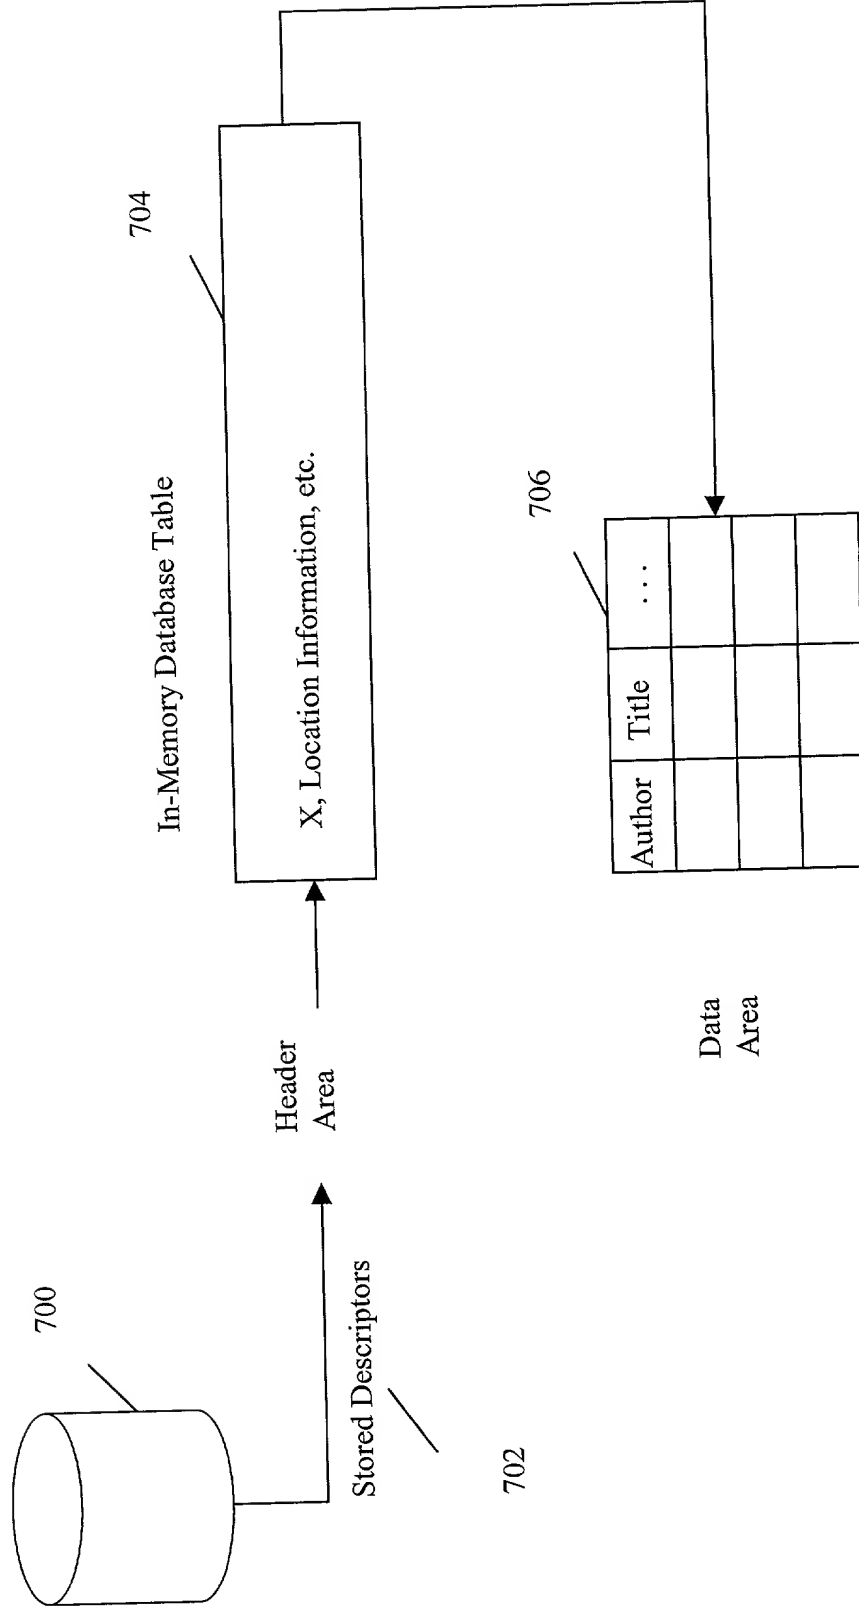 700
Stored Descriptors
702
Header
Area
In-Memory Database Table
704
X, Location Information, etc.
Data
Area
706
Author Title ...